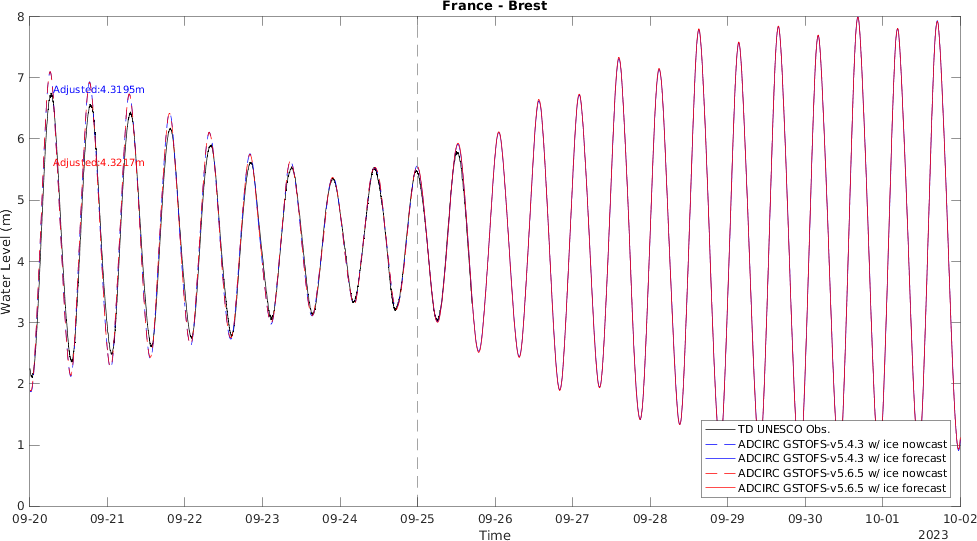 France - Brest
8
7
6
5
4
3
2
1
0
Water Level (m)
Adjusted:4.3195m
Adjusted:4.3217m
TD UNESCO Obs.
ADCIRC GSTOFS-v5.4.3 w/ ice nowcast
ADCIRC GSTOFS-v5.4.3 w/ ice forecast
ADCIRC GSTOFS-v5.6.5 w/ ice nowcast
ADCIRC GSTOFS-v5.6.5 w/ ice forecast
09-20 09-21 09-22 09-23 09-24 09-25 09-26 09-27 09-28 09-29 09-30 10-01 10-02
Time
2023